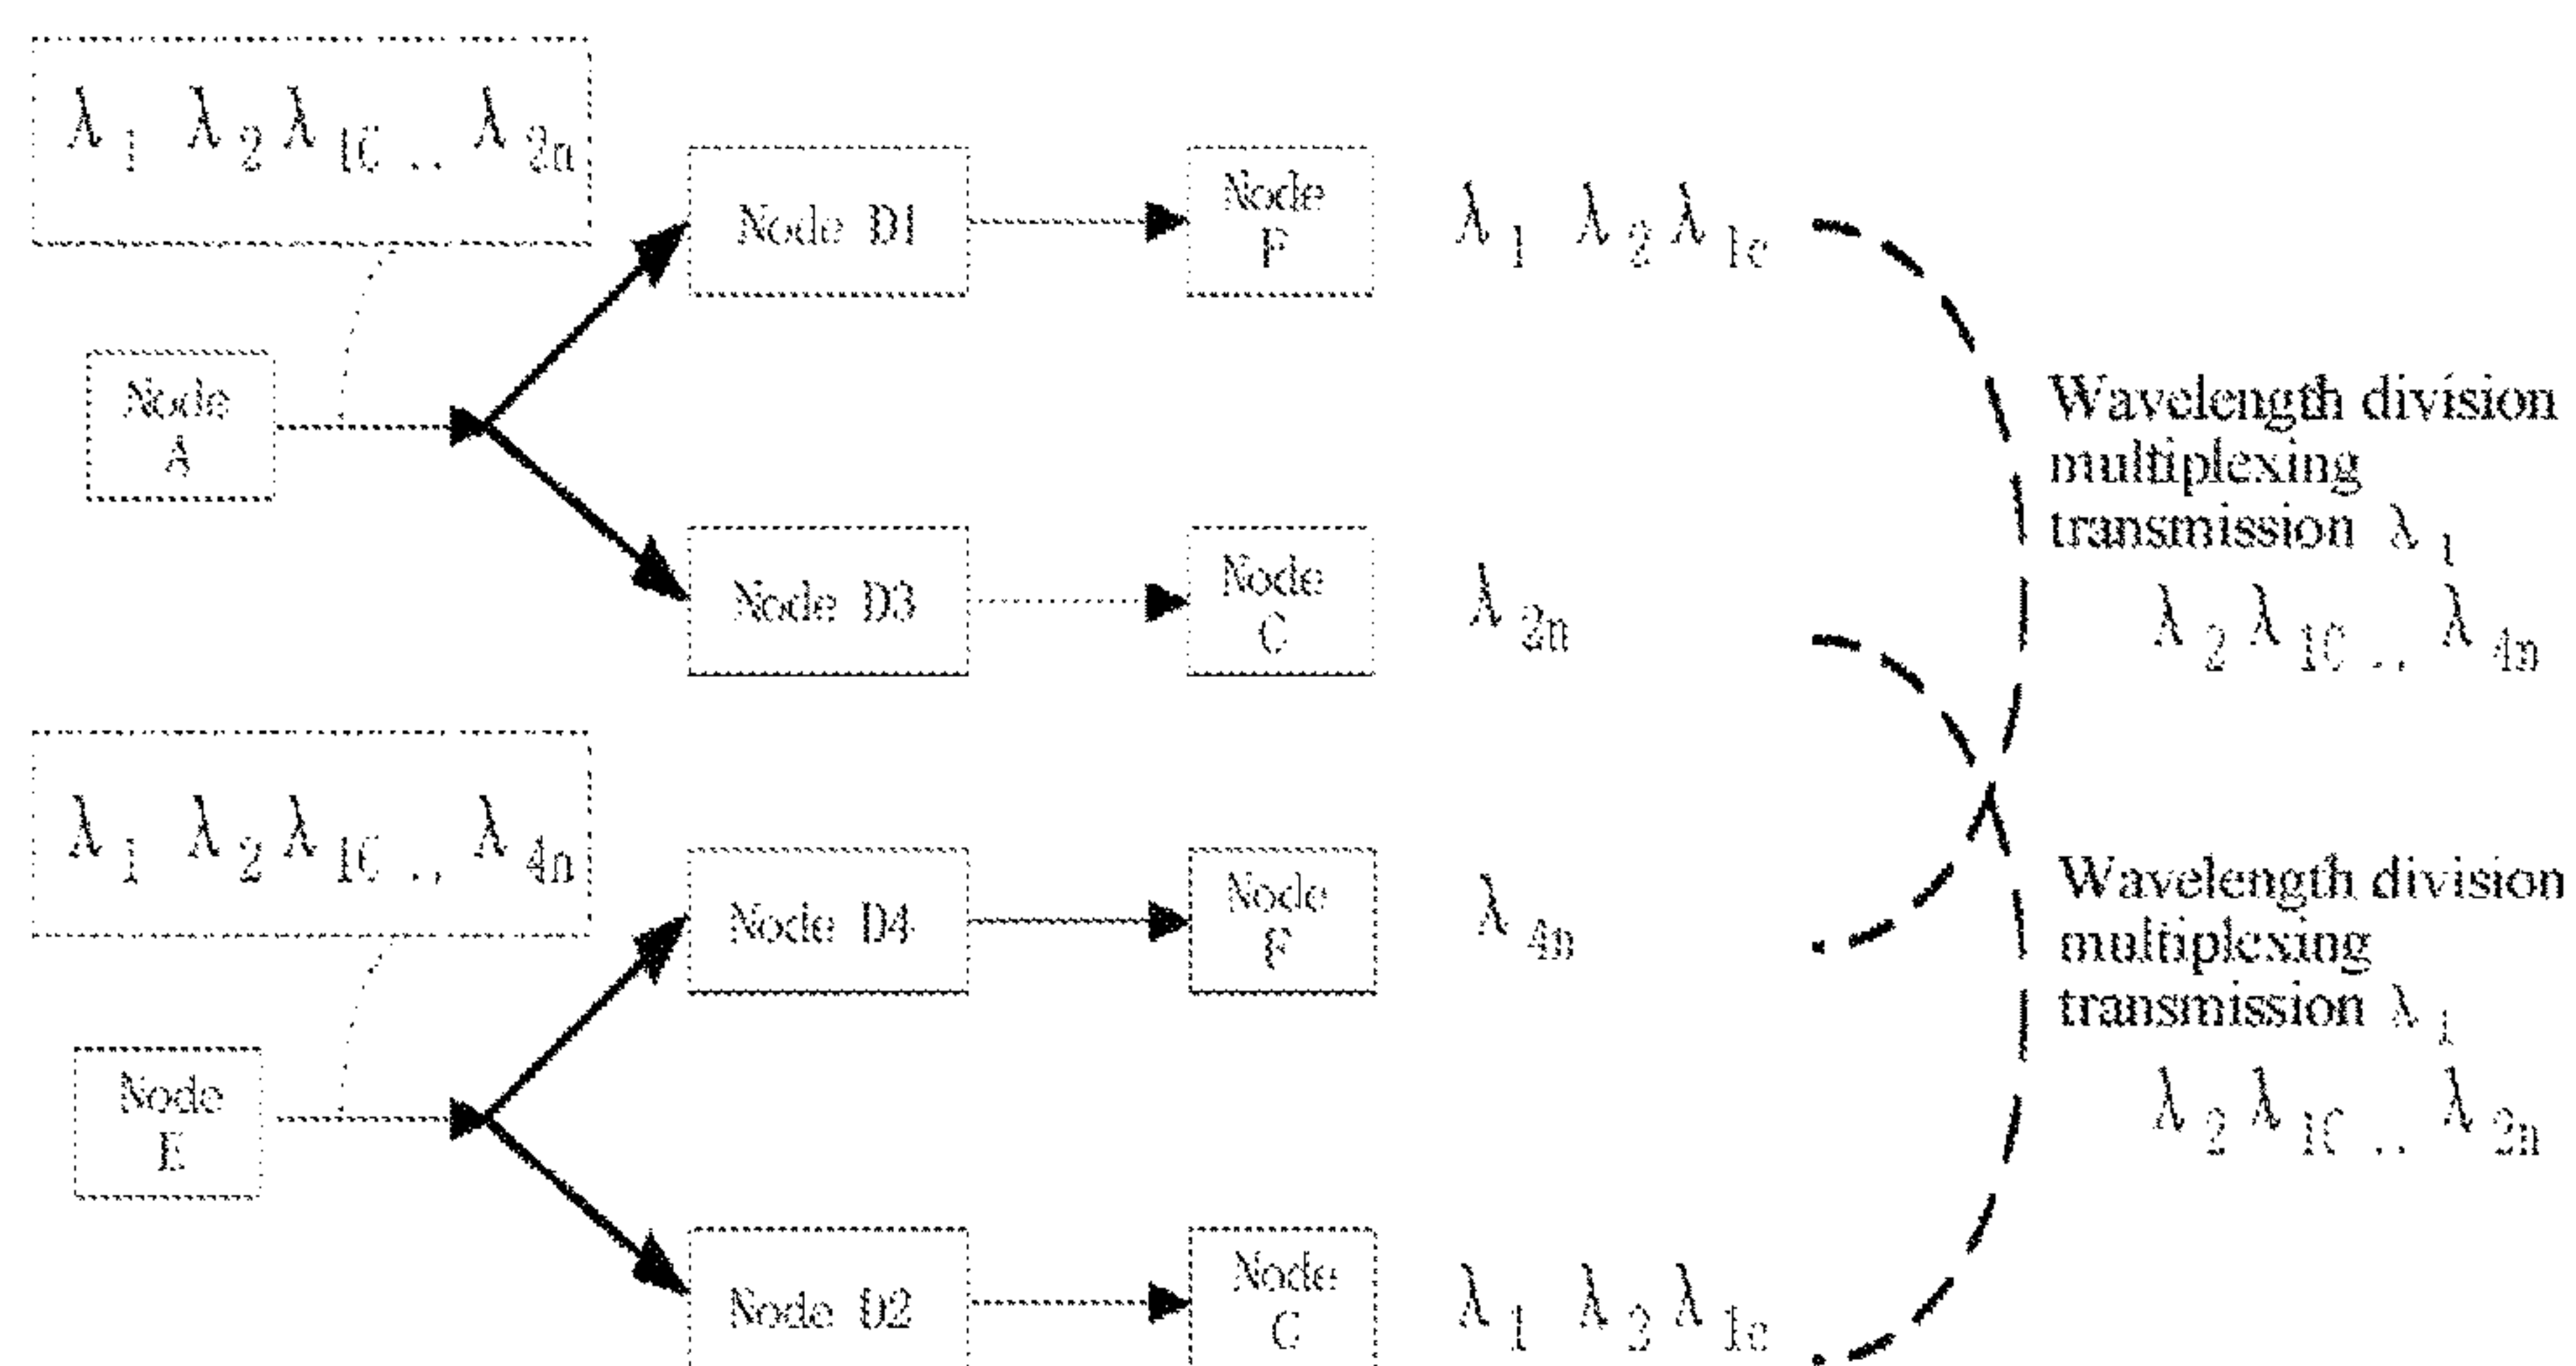 λ 1 λ 2 λ 1C .. λ 2n
Node D1
Node
F
λ 1 λ 2 λ 1c
Node
A
Wavelength division
multiplexing
transmission λ 1
λ 2 λ 1C .. λ 4n
Node D3
Node
C
λ 2n
λ 1 λ 2 λ 1C .. λ 4n
Node D4
Node
F
λ 4n
Wavelength division
multiplexing
transmission λ 1
λ 2 λ 1C .. λ 2n
Node
E
Node D2
Node
C
λ 1 λ 2 λ 1c